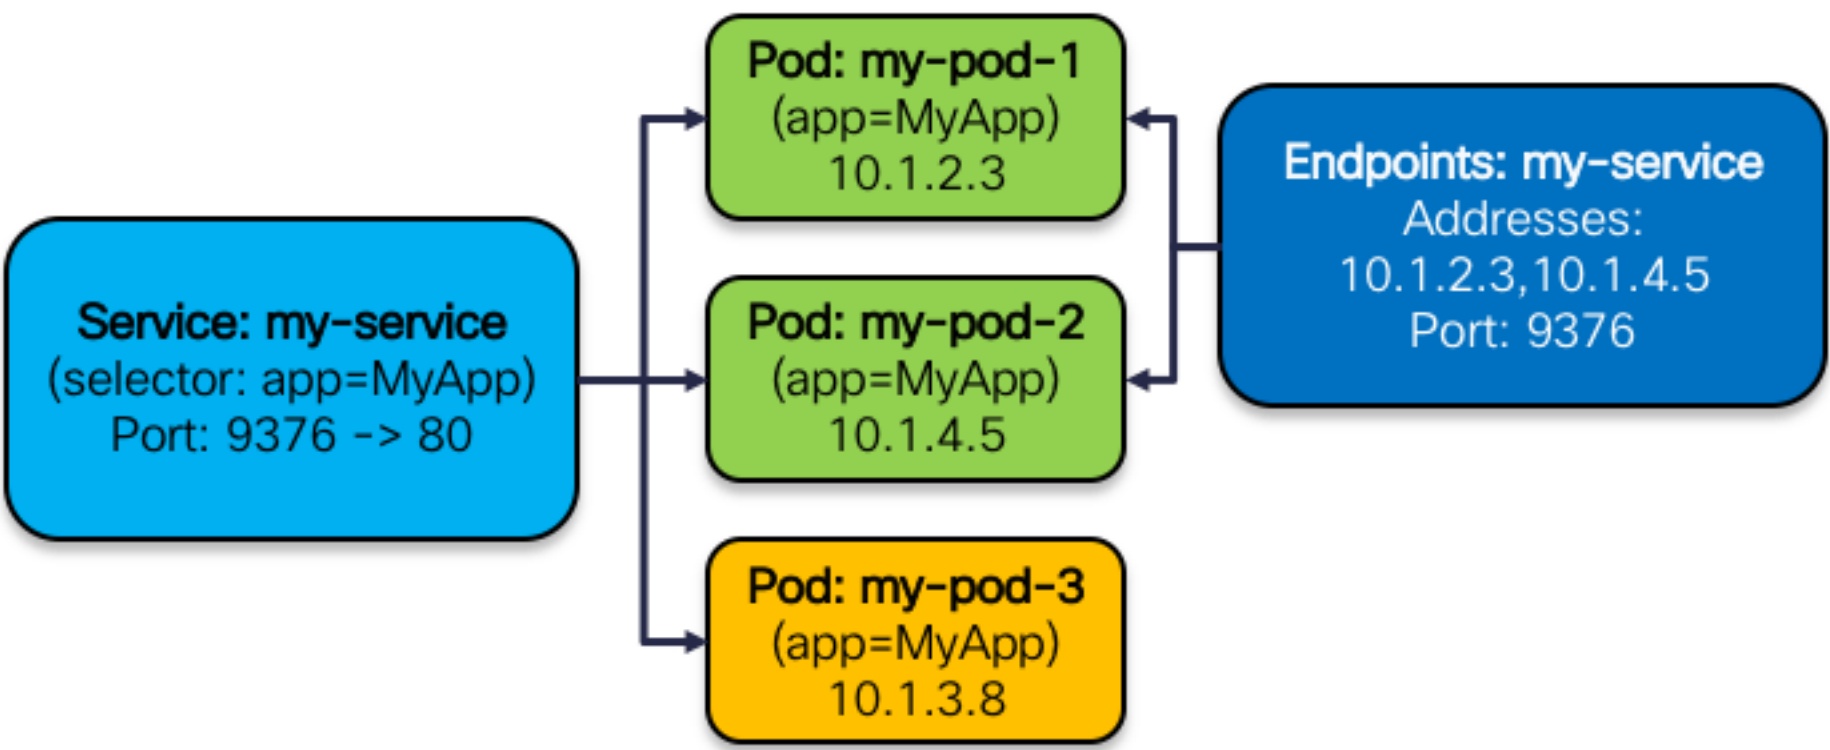 Service: my-service
(selector: app=MyApp)
Port: 9376 -> 80
Pod: my-pod-1
(app=MyApp)
10.1.2.3
Pod: my-pod-2
(app=MyApp)
10.1.4.5
Pod: my-pod-3
(app=MyApp)
10.1.3.8
Endpoints: my-service
Addresses:
10.1.2.3,10.1.4.5
Port: 9376